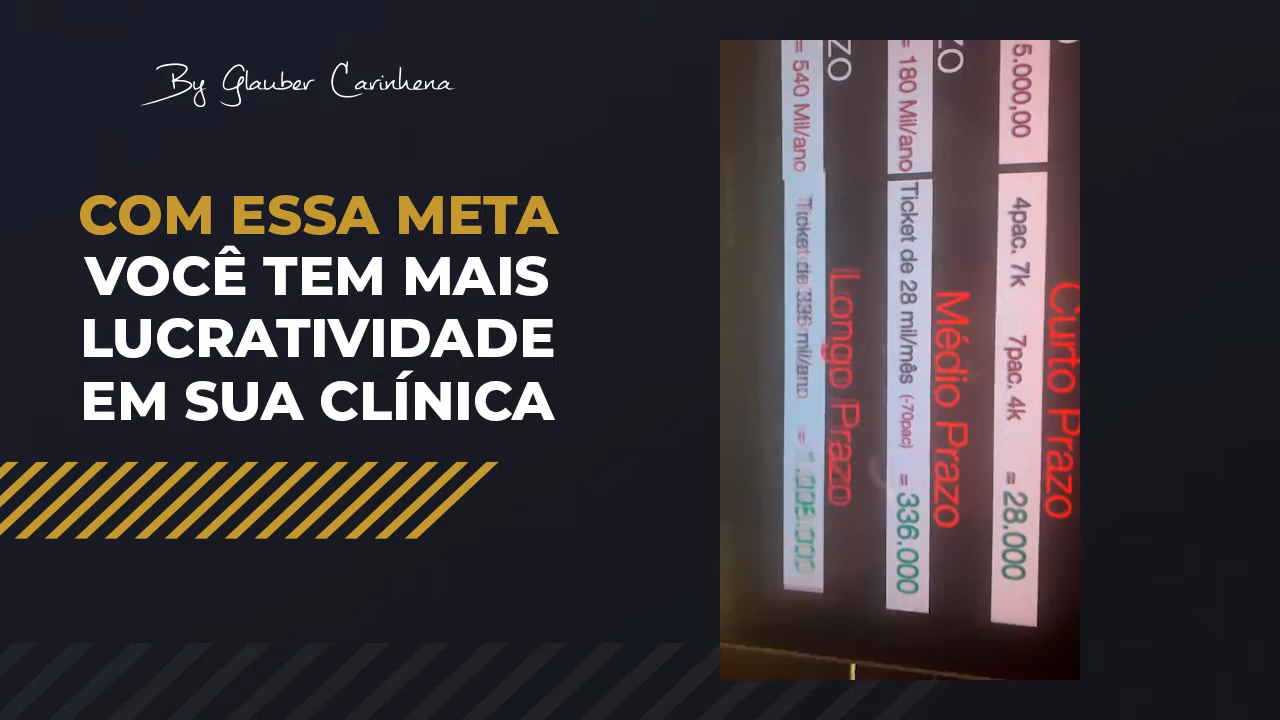 By Glauber Carinhena
COM ESSA META
VOCÊ TEM MAIS
LUCRATIVIDADE
EM SUA CLÍNICA
Curto Prazo
5.000,00 4pac. 7k 7pac. 4k = 28.000
ZO Médio Prazo
= 180 Mil/ano Ticket de 28 mil/mês (-70pac) = 336.000
ZO Longo Prazo
= 540 Mil/ano Ticket de 336 mil/ano =